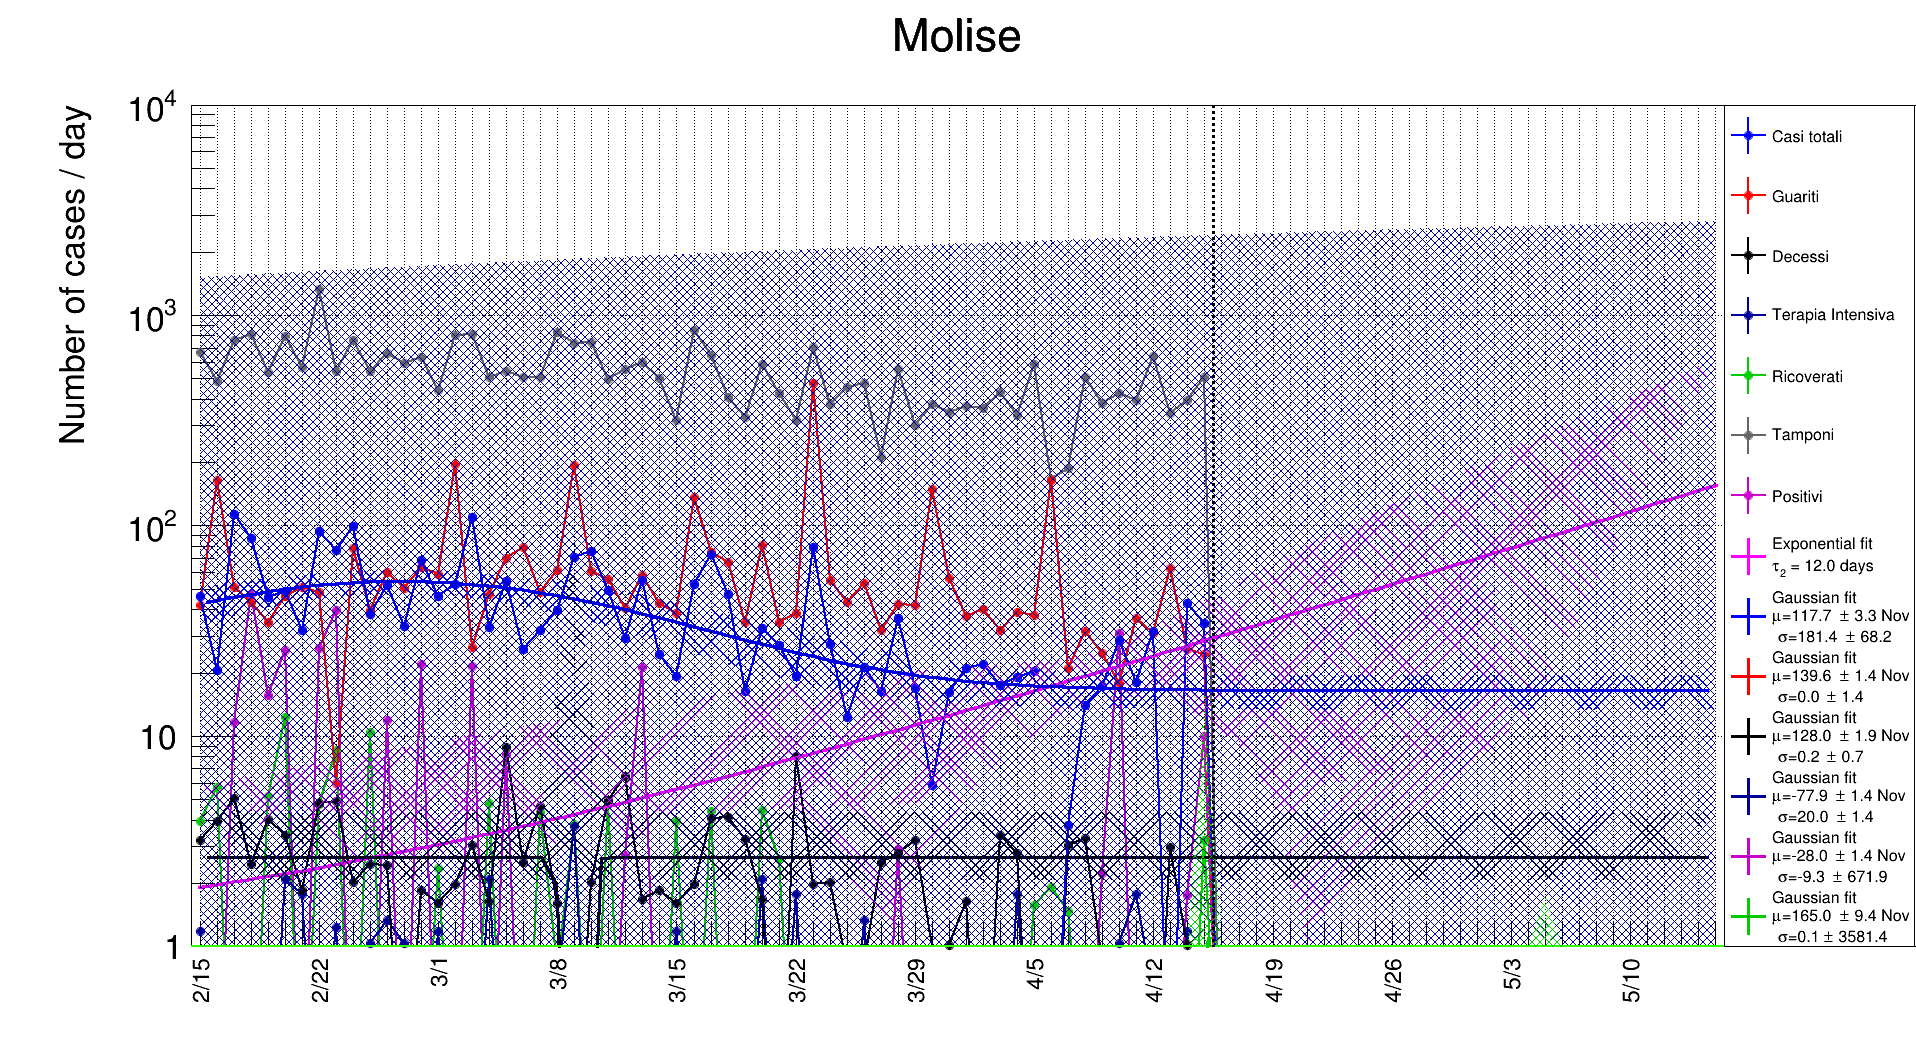 Molise
Number of cases / day
10^4
10^3
10^2
10
1
2/15
2/22
3/1
3/8
3/15
3/22
3/29
4/5
4/12
4/19
4/26
5/3
5/10
Casi totali
Guariti
Decessi
Terapia Intensiva
Ricoverati
Tamponi
Positivi
Exponential fit
τ2 = 12.0 days
Gaussian fit
μ=117.7 ± 3.3 Nov
σ=181.4 ± 68.2
Gaussian fit
μ=139.6 ± 1.4 Nov
σ=0.0 ± 1.4
Gaussian fit
μ=128.0 ± 1.9 Nov
σ=0.2 ± 0.7
Gaussian fit
μ=-77.9 ± 1.4 Nov
σ=20.0 ± 1.4
Gaussian fit
μ=-28.0 ± 1.4 Nov
σ=-9.3 ± 671.9
Gaussian fit
μ=165.0 ± 9.4 Nov
σ=0.1 ± 3581.4